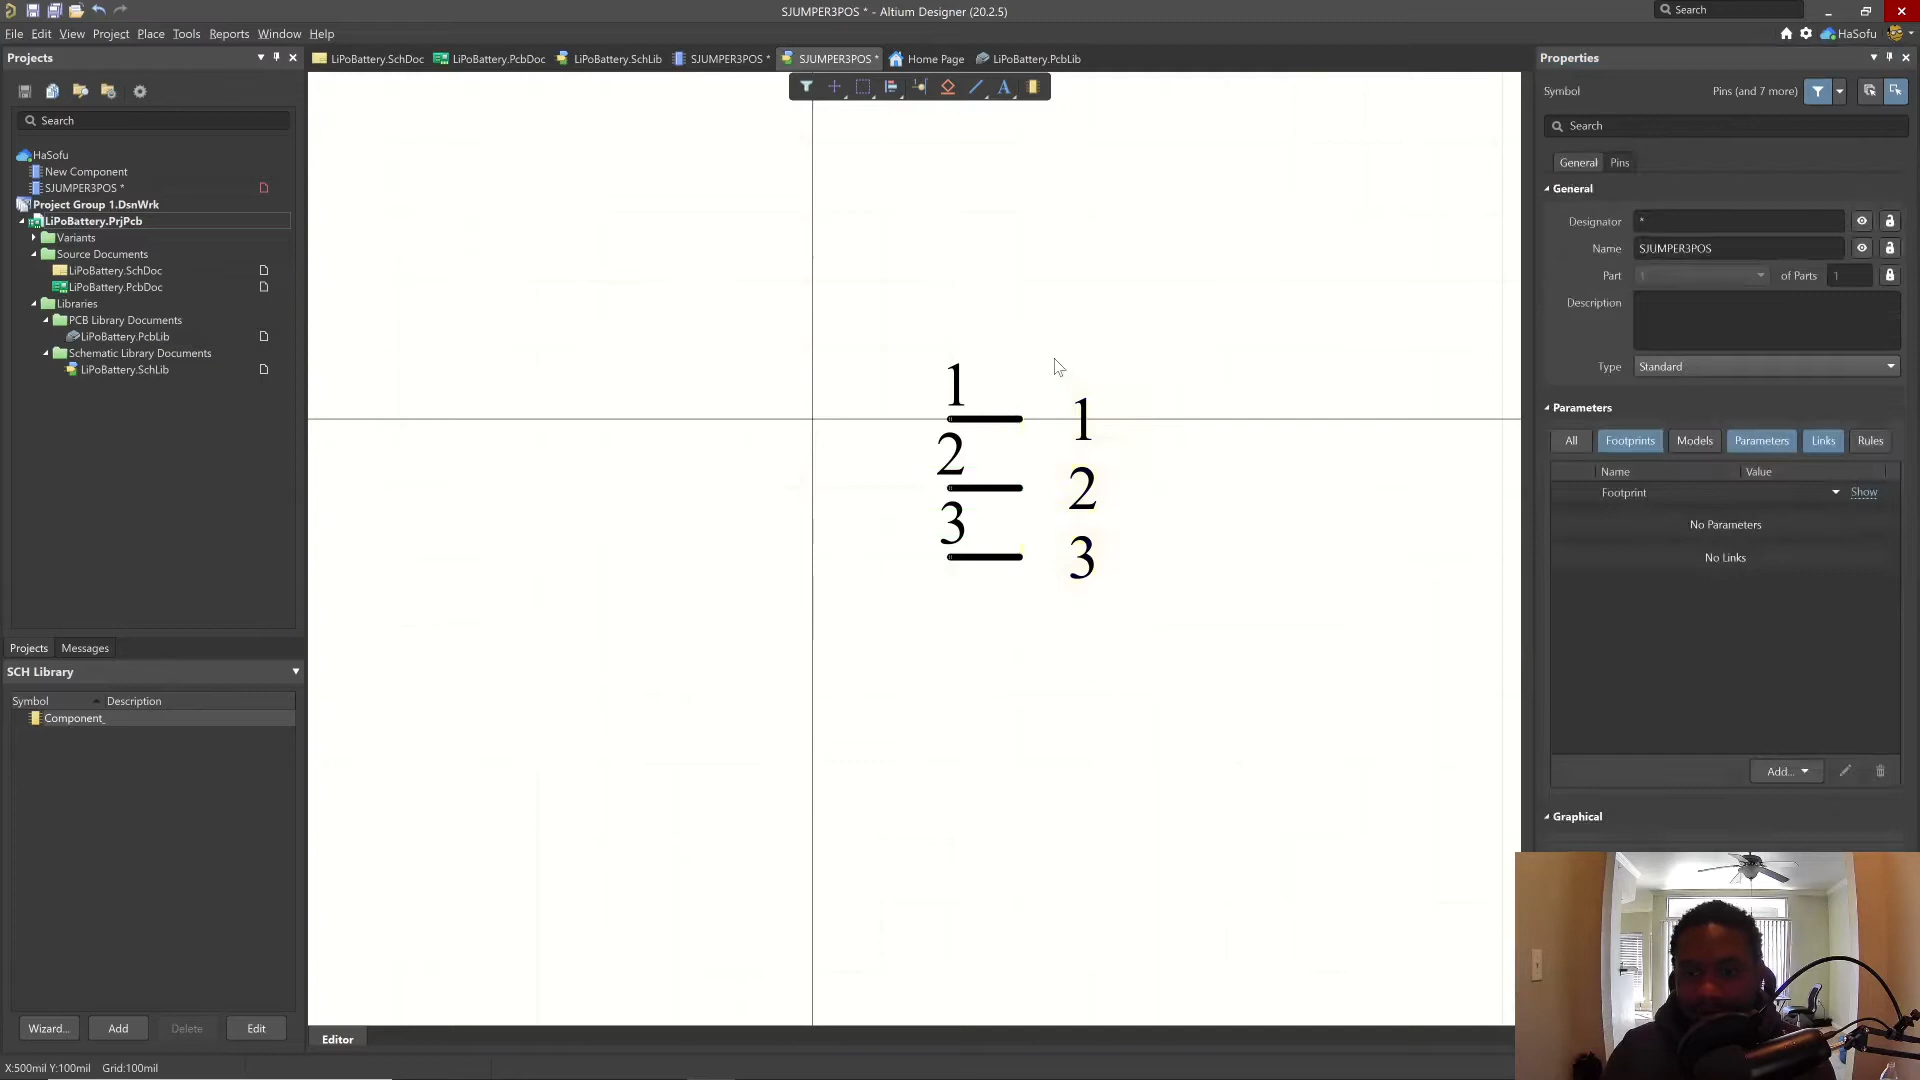 SJUMPER3POS * - Altium Designer (20.2.5)
Search
File Edit View Project Place Tools Reports Window Help
HaSofu
Projects
LiPoBattery.SchDoc LiPoBattery.PcbDoc LiPoBattery.SchLib SJUMPER3POS * SJUMPER3POS * Home Page LiPoBattery.PcbLib
Search
HaSofu
New Component
SJUMPER3POS *
Project Group 1.DsnWrk
LiPoBattery.PrjPcb
Variants
Source Documents
LiPoBattery.SchDoc
LiPoBattery.PcbDoc
Libraries
PCB Library Documents
LiPoBattery.PcbLib
Schematic Library Documents
LiPoBattery.SchLib
Projects Messages
SCH Library
Symbol Description
Component_
Wizard... Add Delete Edit
X:500mil Y:100mil Grid:100mil
A
1 1
2 2
3 3
Editor
Properties
Symbol Pins (and 7 more)
Search
General Pins
General
Designator *
Name SJUMPER3POS
Part 1 of Parts 1
Description
Type Standard
Parameters
All Footprints Models Parameters Links Rules
Name Value
Footprint Show
No Parameters
No Links
Add...
Graphical